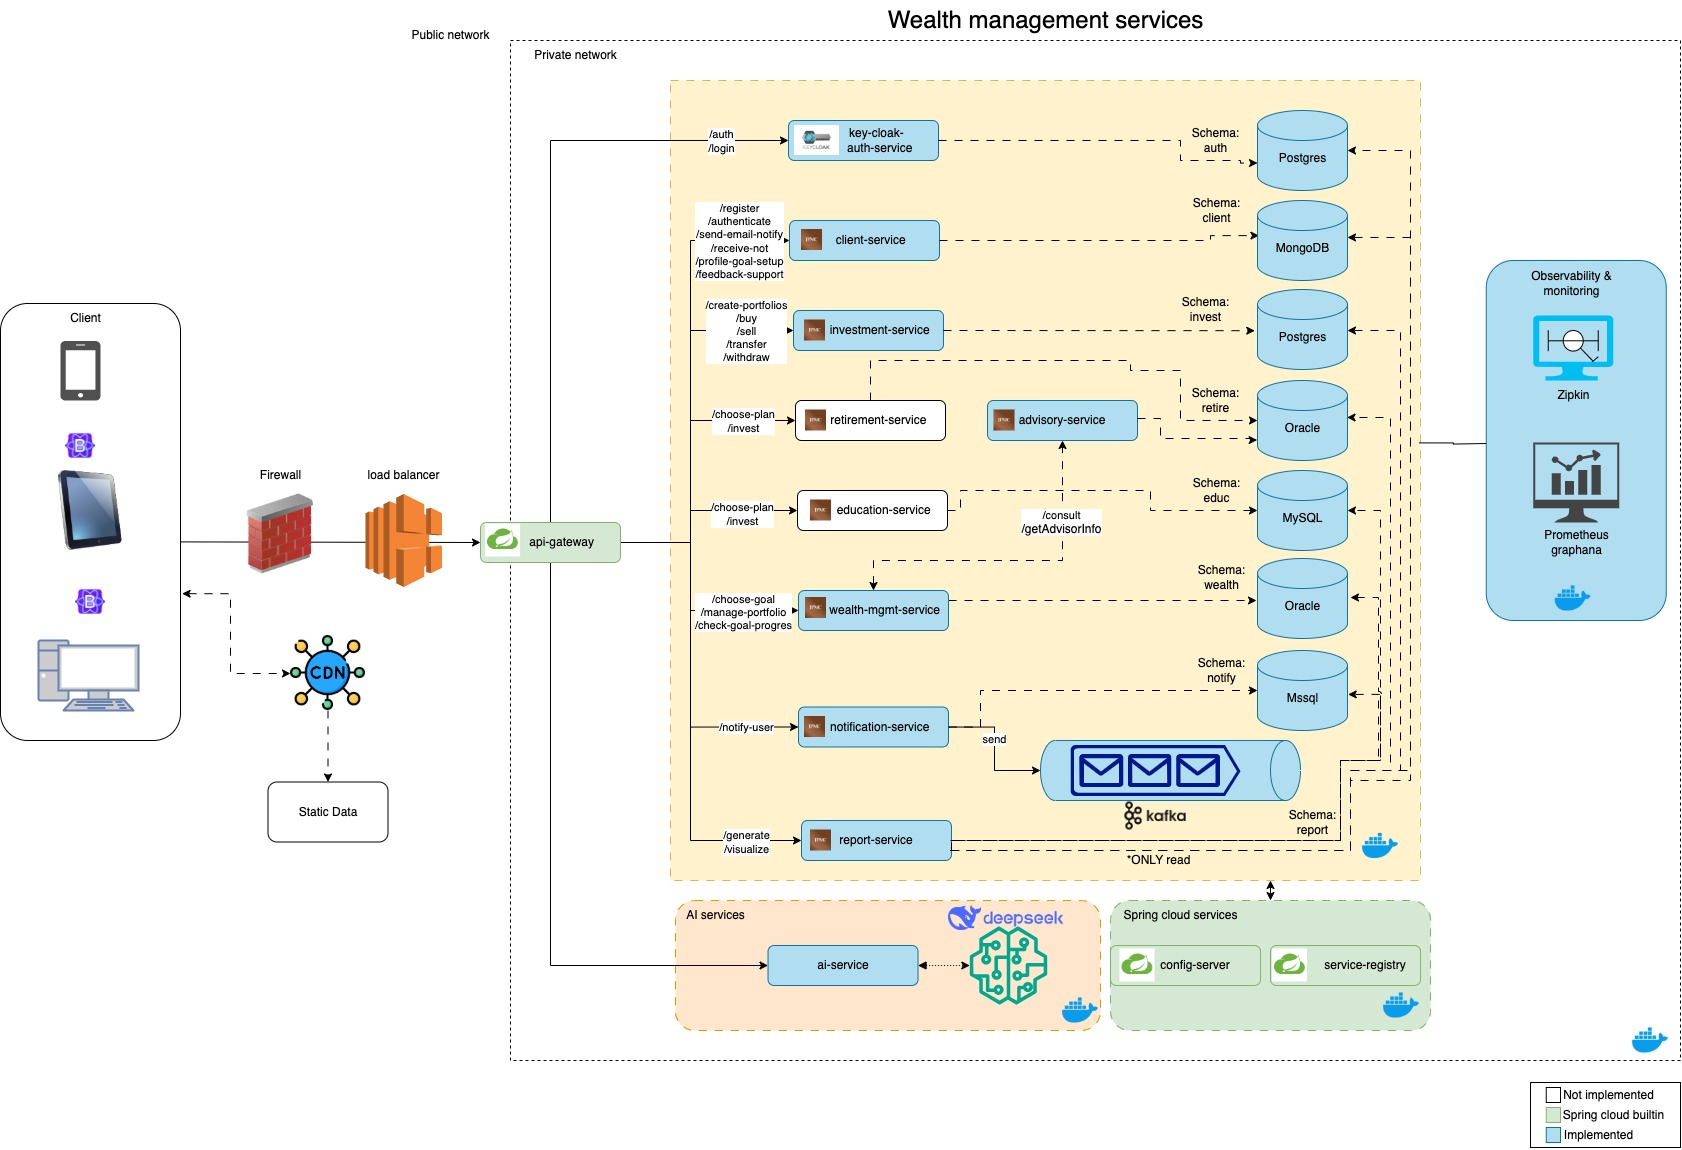 Wealth management services
Public network
Private network
/auth
/login
KEYCLOAK
key-cloak-
auth-service
Schema:
auth
Postgres
/register
/authenticate
/send-email-notify
/receive-not
/profile-goal-setup
/feedback-support
client-service
Schema:
client
MongoDB
Observability &
monitoring
Zipkin
Prometheus
graphana
Client
B
B
/create-portfolios
/buy
/sell
/transfer
/withdraw
investment-service
Schema:
invest
Postgres
/choose-plan
/invest
retirement-service
advisory-service
Schema:
retire
Oracle
Firewall
load balancer
api-gateway
/choose-plan
/invest
education-service
/consult
/getAdvisorInfo
Schema:
educ
MySQL
/choose-goal
/manage-portfolio
/check-goal-progres
wealth-mgmt-service
Schema:
wealth
Oracle
CDN
Static Data
/notify-user
notification-service
send
Schema:
notify
Mssql
kafka
/generate
/visualize
report-service
Schema:
report
*ONLY read
AI services
deepseek
ai-service
Spring cloud services
config-server
service-registry
Not implemented
Spring cloud builtin
Implemented